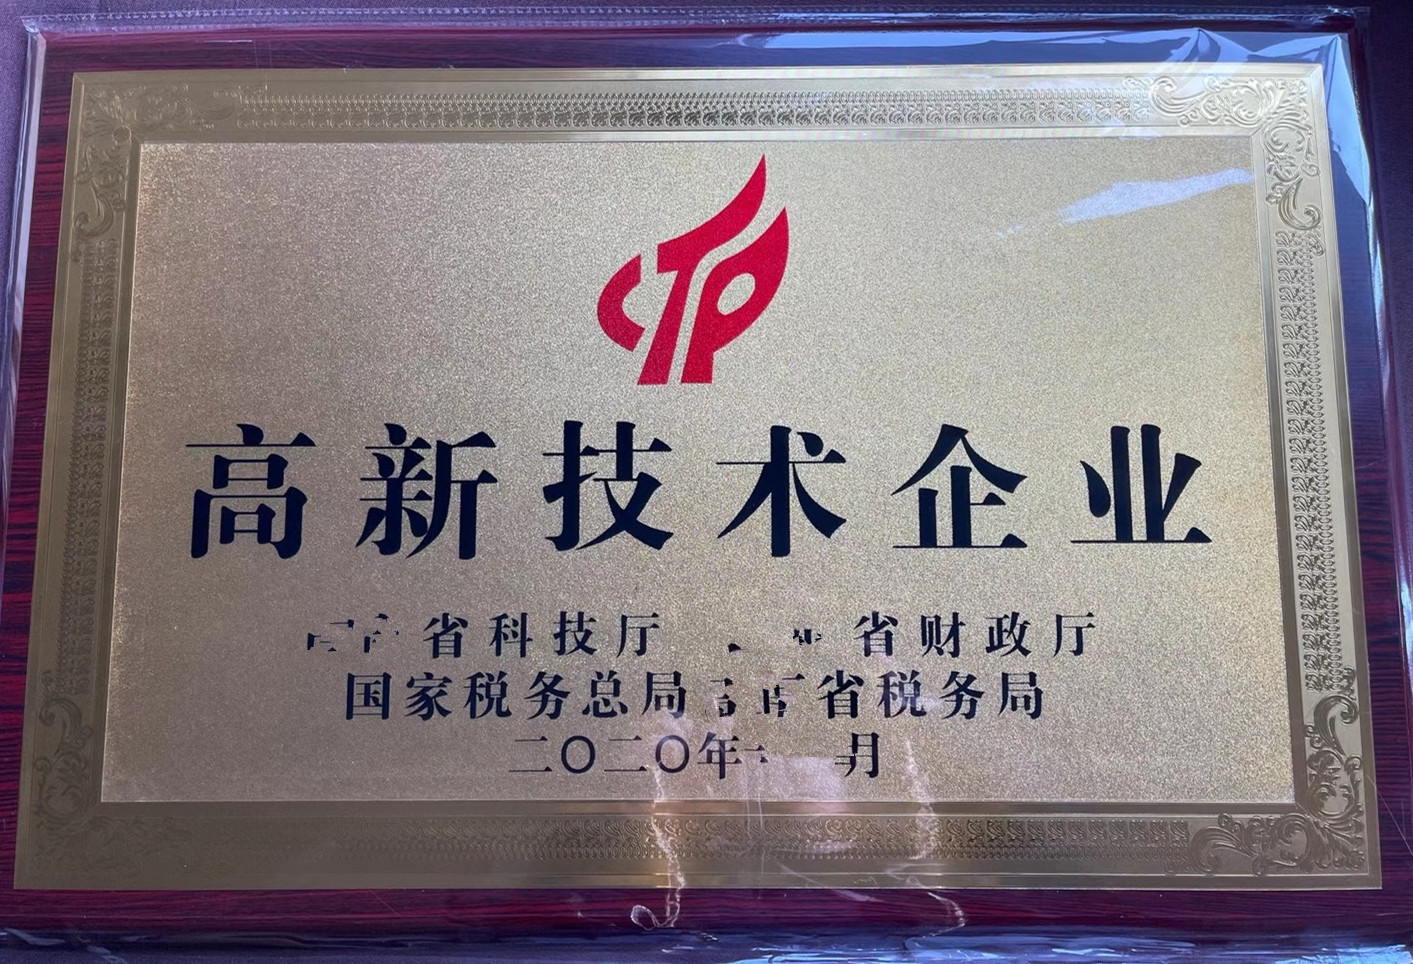 高新技术企业
省科技厅 省财政厅
国家税务总局 省税务局
二〇二〇年 月